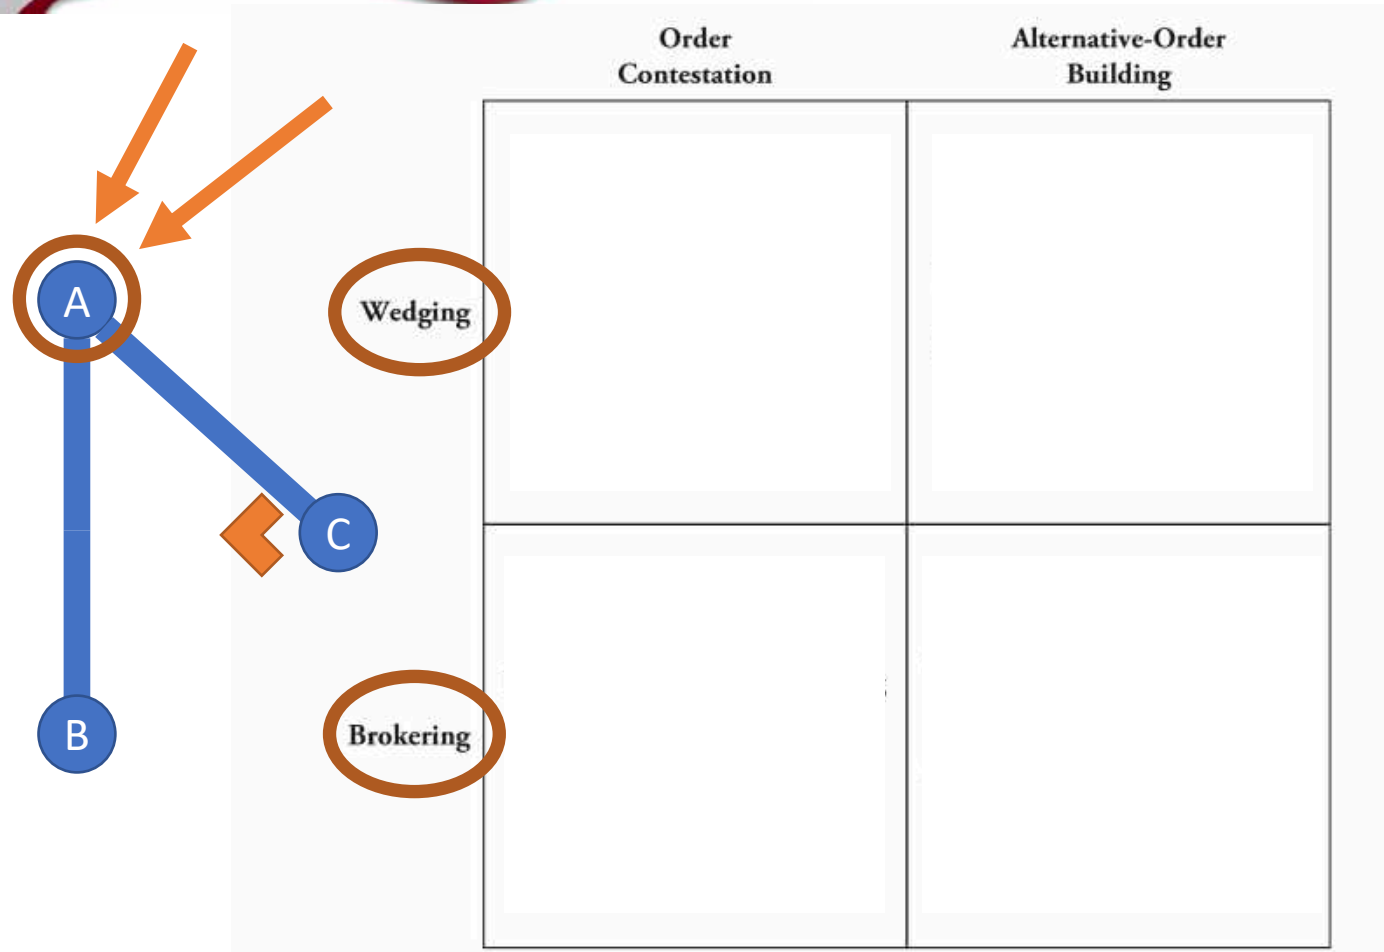 Order
Contestation
Alternative-Order
Building
A
Wedging
C
Brokering
B